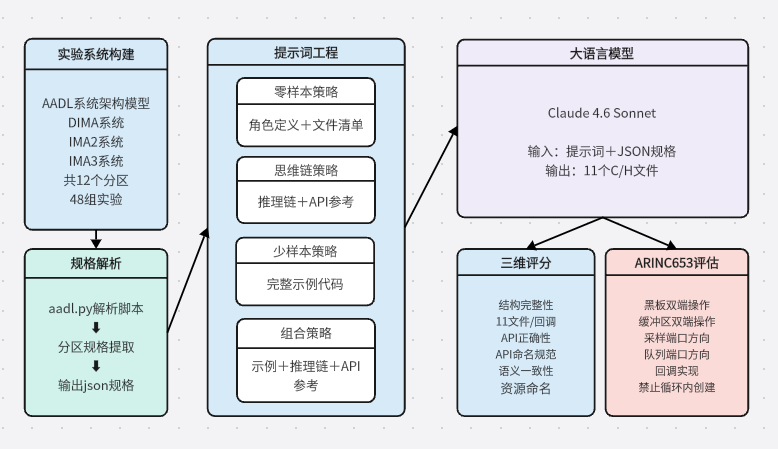 实验系统构建
AADL系统架构模型
DIMA系统
IMA2系统
IMA3系统
共12个分区
48组实验
规格解析
aadl.py解析脚本
分区规格提取
输出json规格
提示词工程
零样本策略
角色定义＋文件清单
思维链策略
推理链＋API参考
少样本策略
完整示例代码
组合策略
示例＋推理链＋API
参考
大语言模型
Claude 4.6 Sonnet
输入：提示词＋JSON规格
输出：11个C/H文件
三维评分
结构完整性
11文件/回调
API正确性
API命名规范
语义一致性
资源命名
ARINC653评估
黑板双端操作
缓冲区双端操作
采样端口方向
队列端口方向
回调实现
禁止循环内创建